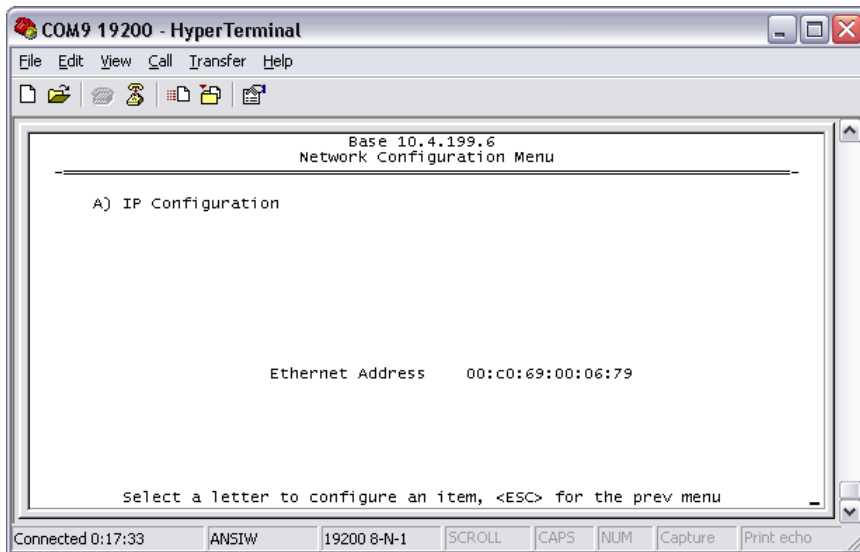 COM9 19200 - HyperTerminal
File Edit View Call Transfer Help
Base 10.4.199.6
Network Configuration Menu
A) IP Configuration
Ethernet Address 00:C0:69:00:06:79
Select a letter to configure an item, <ESC> for the prev menu
Connected 0:17:33 ANSIW 19200 8-N-1 SCROLL CAPS NUM Capture Print echo